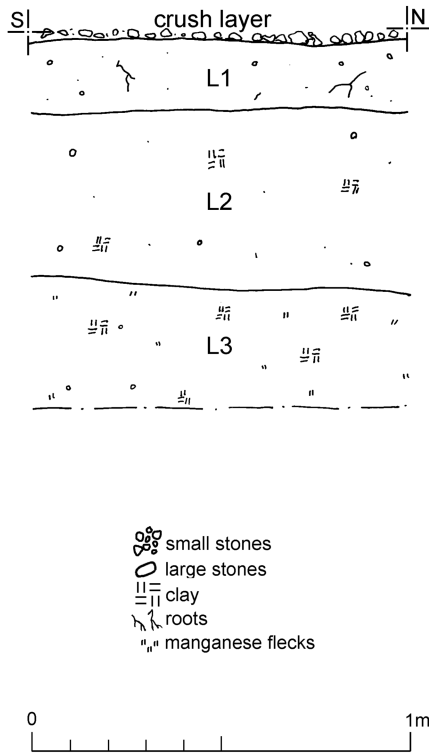 S crush layer N
L1
L2
L3
small stones
large stones
clay
roots
manganese flecks
0 1m